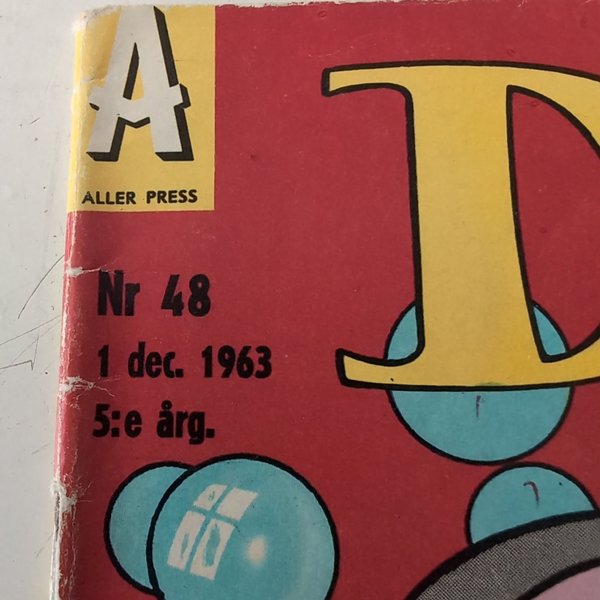 A
ALLER PRESS
D
Nr 48
1 dec. 1963
5:e årg.